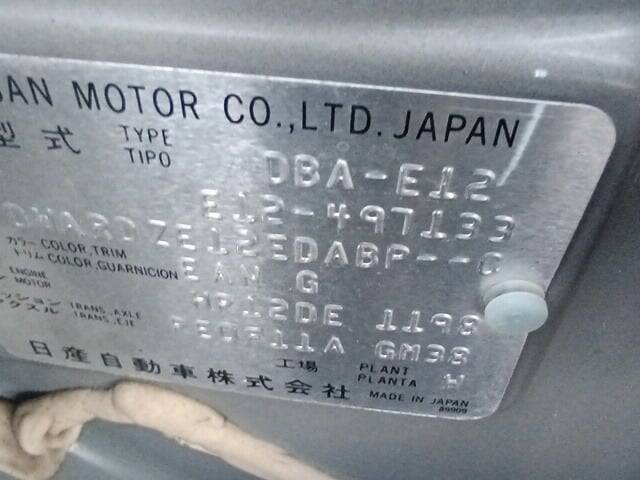 SAN MOTOR CO.,LTD. JAPAN
型式 TYPE
TIPO
DBA-E12
E12-497133
ZE12EDABP--C
カラー COLOR,TRIM
トリム COLOR,GUARNICION
EAN G
ENGINE
MOTOR
HR12DE 1198
TRANS.,AXLE
TRANS.,EJE
GM38
工場 PLANT
PLANTA W
日産自動車株式会社
MADE IN JAPAN
89909